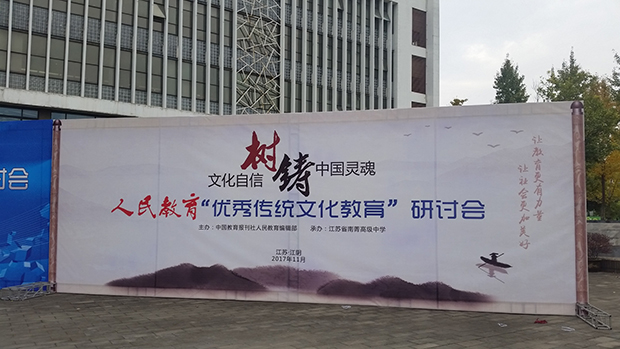 讨会
树 文化自信
铸 中国灵魂
人民教育“优秀传统文化教育”研讨会
主办：中国教育报刊社人民教育编辑部 承办：江苏省南菁高级中学
江苏·江阴
2017年11月
让教育更有力量
让社会更加美好